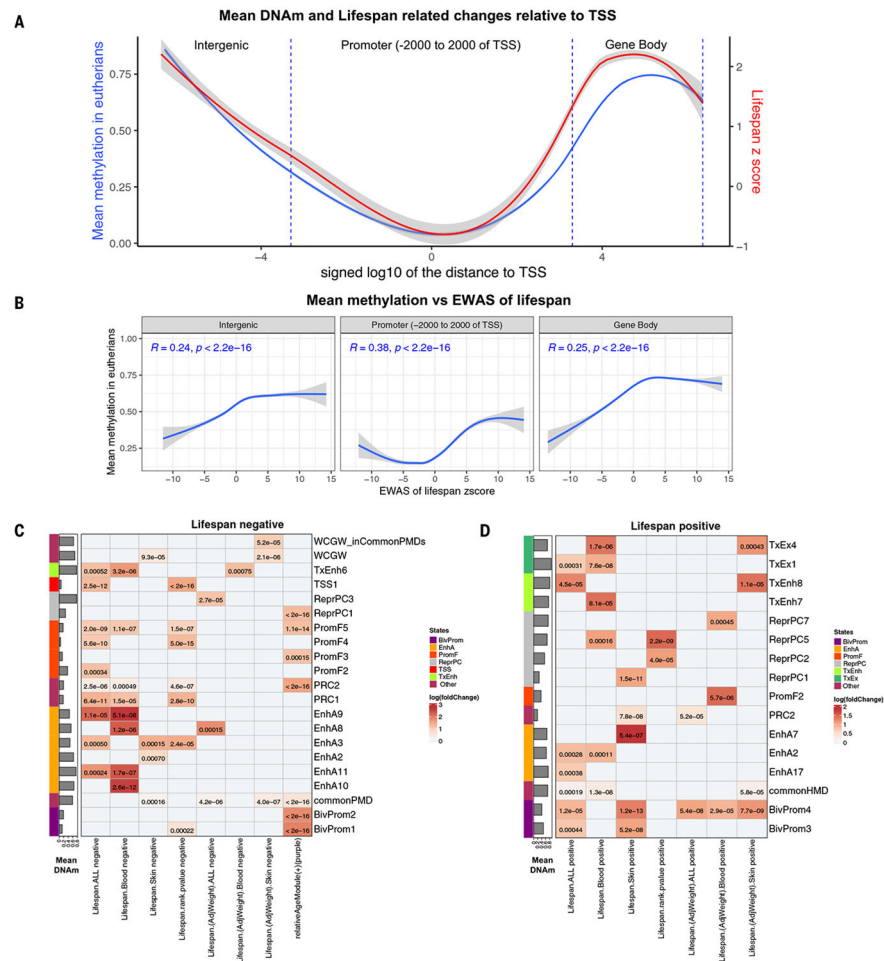 A
Mean DNAm and Lifespan related changes relative to TSS
Intergenic
Promoter (-2000 to 2000 of TSS)
Gene Body
Mean methylation in eutherians
0.75
0.50
0.25
0.00
2
1
0
−1
Lifespan z score
−4
0
4
signed log10 of the distance to TSS
B
Mean methylation vs EWAS of lifespan
Intergenic
Promoter (-2000 to 2000 of TSS)
Gene Body
R = 0.24, p < 2.2e−16
R = 0.38, p < 2.2e−16
R = 0.25, p < 2.2e−16
Mean methylation in eutherians
1.00
0.75
0.50
0.25
−10 −5 0 5 10 15
−10 −5 0 5 10 15
−10 −5 0 5 10 15
EWAS of lifespan zscore
C
Lifespan negative
5.2e−05 WCGW_inCommonPMDs
9.3e−05 2.1e−06 WCGW
0.00052 3.2e−06 0.00075 TxEnh6
2.5e−12 < 2e−16 TSS1
2.7e−05 ReprPC3
< 2e−16 ReprPC1
2.0e−09 1.1e−07 1.5e−07 1.1e−14 PromF5
5.6e−10 5.0e−15 PromF4
0.00015 PromF3
0.00034 PromF2
2.5e−06 0.00049 4.6e−07 < 2e−16 PRC2
6.4e−11 1.5e−05 2.8e−10 PRC1
1.1e−05 5.1e−08 EnhA9
1.2e−06 0.00015 EnhA8
0.00050 0.00015 2.4e−05 EnhA3
0.00070 EnhA2
0.00024 1.7e−07 EnhA11
2.6e−12 EnhA10
0.00016 4.2e−06 4.0e−07 < 2e−16 commonPMD
< 2e−16 BivProm2
0.00022 < 2e−16 BivProm1
Mean DNAm
Lifespan.ALL negative
Lifespan.Blood negative
Lifespan.Skin negative
Lifespan.rank.pvalue negative
Lifespan.(AdjWeight).ALL negative
Lifespan.(AdjWeight).Blood negative
Lifespan.(AdjWeight).Skin negative
relativeAgeModule(+)(purple)
States
BivProm
EnhA
PromF
ReprPC
TSS
TxEnh
Other
log(foldChange)
3
2
1
0
D
Lifespan positive
1.7e−06 0.00043 TxEx4
0.00031 7.6e−08 TxEx1
4.5e−05 1.1e−05 TxEnh8
8.1e−05 TxEnh7
0.00045 ReprPC7
0.00016 2.2e−09 ReprPC5
4.0e−05 ReprPC2
1.5e−11 ReprPC1
5.7e−06 PromF2
7.8e−08 5.2e−05 PRC2
5.4e−07 EnhA7
0.00028 0.00011 EnhA2
0.00038 EnhA17
0.00019 1.3e−08 5.8e−05 commonHMD
1.2e−05 1.2e−13 5.4e−08 2.9e−05 7.7e−09 BivProm4
0.00044 5.2e−08 BivProm3
Mean DNAm
Lifespan.ALL positive
Lifespan.Blood positive
Lifespan.Skin positive
Lifespan.rank.pvalue positive
Lifespan.(AdjWeight).ALL positive
Lifespan.(AdjWeight).Blood positive
Lifespan.(AdjWeight).Skin positive
States
BivProm
EnhA
PromF
ReprPC
TxEnh
TxEx
Other
log(foldChange)
2
1.5
1
0.5
0